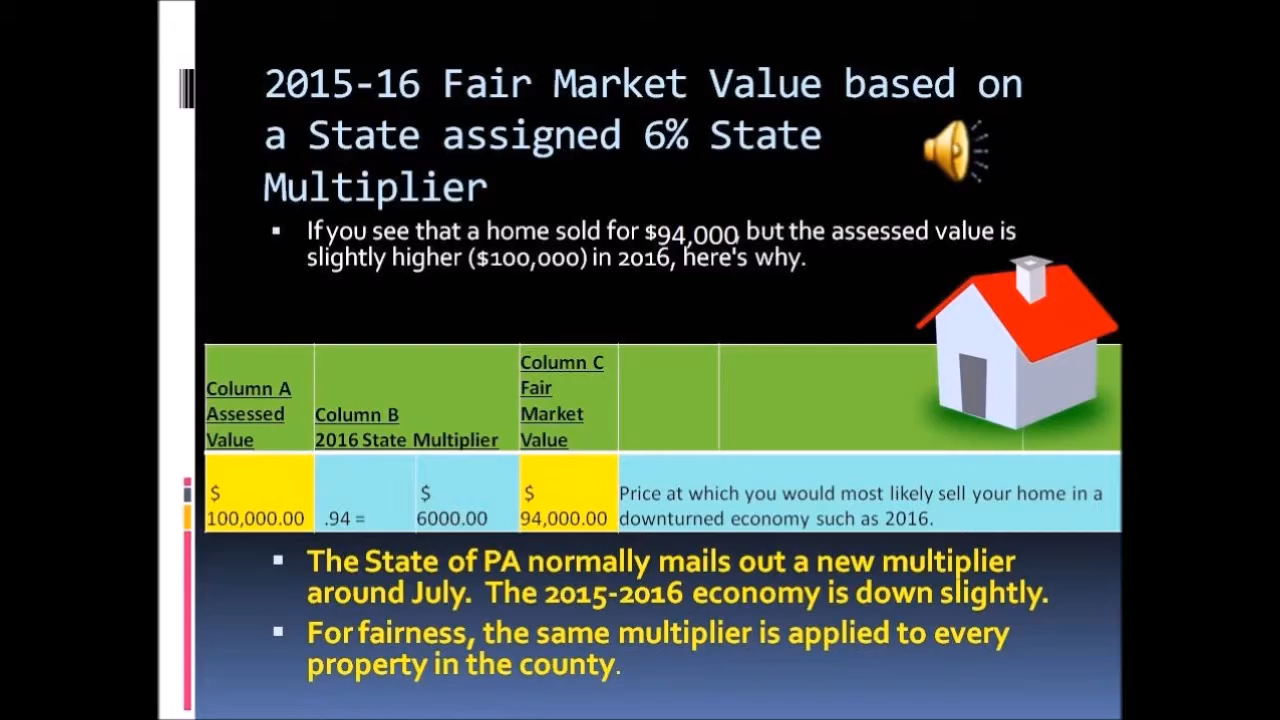 2015-16 Fair Market Value based on
a State assigned 6% State
Multiplier
▪ If you see that a home sold for $94,000 but the assessed value is
slightly higher ($100,000) in 2016, here's why.
Column A
Assessed
Value
Column B
2016 State Multiplier
Column C
Fair
Market
Value
$
100,000.00
.94 =
$
6000.00
$
94,000.00
Price at which you would most likely sell your home in a
downturned economy such as 2016.
▪ The State of PA normally mails out a new multiplier
around July. The 2015-2016 economy is down slightly.
▪ For fairness, the same multiplier is applied to every
property in the county.